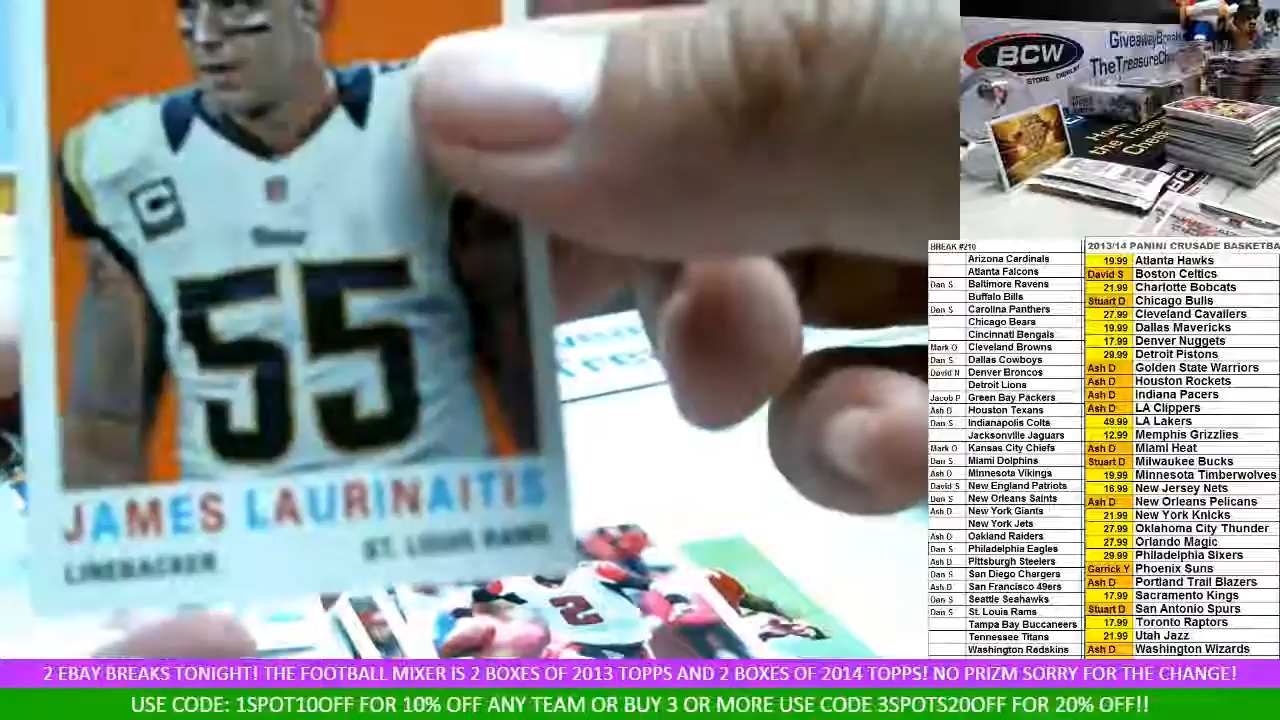 C
55
JAMES LAURINAITIS
LINEBACKER
ST. LOUIS RAMS
2
BCW
STORE DISPLAY
GiveawayBreak
TheTreasureChe
the Treasure
BCW
BREAK #210
Arizona Cardinals
Atlanta Falcons
Dan S Baltimore Ravens
Buffalo Bills
Dan S Carolina Panthers
Chicago Bears
Cincinnati Bengals
Mark O Cleveland Browns
Dan S Dallas Cowboys
David N Denver Broncos
Detroit Lions
Jacob P Green Bay Packers
Ash D Houston Texans
Dan S Indianapolis Colts
Jacksonville Jaguars
Mark O Kansas City Chiefs
Dan S Miami Dolphins
Ash D Minnesota Vikings
David S New England Patriots
Dan S New Orleans Saints
Ash D New York Giants
New York Jets
Ash D Oakland Raiders
Dan S Philadelphia Eagles
Ash D Pittsburgh Steelers
Dan S San Diego Chargers
Ash D San Francisco 49ers
Dan S Seattle Seahawks
Dan S St. Louis Rams
Tampa Bay Buccaneers
Tennessee Titans
Washington Redskins
2013/14 PANINI CRUSADE BASKETBA
19.99 Atlanta Hawks
David S Boston Celtics
21.99 Charlotte Bobcats
Stuart D Chicago Bulls
27.99 Cleveland Cavaliers
19.99 Dallas Mavericks
17.99 Denver Nuggets
29.99 Detroit Pistons
Ash D Golden State Warriors
Ash D Houston Rockets
Ash D Indiana Pacers
Ash D LA Clippers
49.99 LA Lakers
12.99 Memphis Grizzlies
Ash D Miami Heat
Stuart D Milwaukee Bucks
19.99 Minnesota Timberwolves
16.99 New Jersey Nets
Ash D New Orleans Pelicans
21.99 New York Knicks
27.99 Oklahoma City Thunder
27.99 Orlando Magic
29.99 Philadelphia Sixers
Garrick Y Phoenix Suns
Ash D Portland Trail Blazers
17.99 Sacramento Kings
Stuart D San Antonio Spurs
17.99 Toronto Raptors
21.99 Utah Jazz
Ash D Washington Wizards
2 EBAY BREAKS TONIGHT! THE FOOTBALL MIXER IS 2 BOXES OF 2013 TOPPS AND 2 BOXES OF 2014 TOPPS! NO PRIZM SORRY FOR THE CHANGE!
USE CODE: 1SPOT10OFF FOR 10% OFF ANY TEAM OR BUY 3 OR MORE USE CODE 3SPOTS20OFF FOR 20% OFF!!